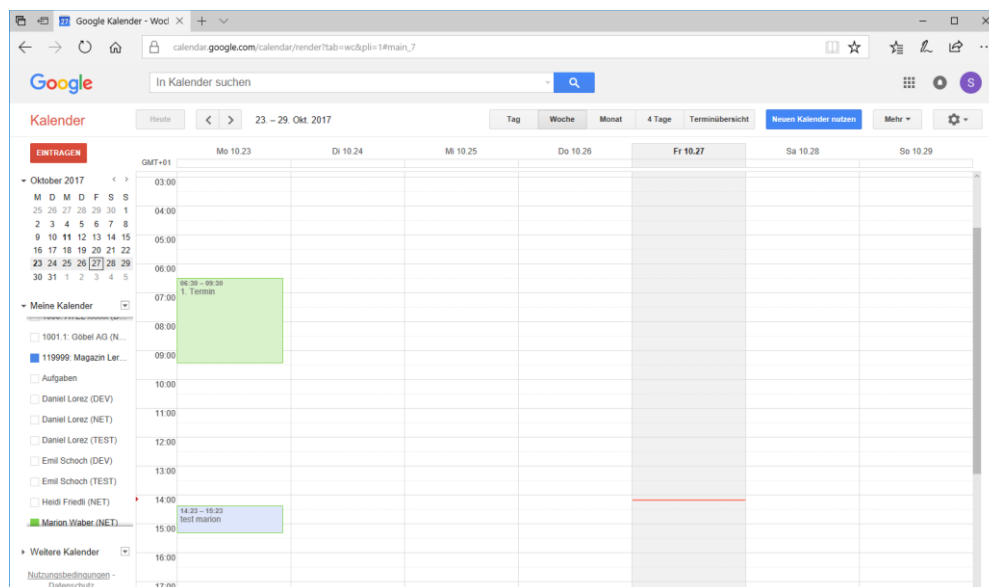 Google Kalender - Wocl
calendar.google.com/calendar/render?tab=wc&pli=1#main_7
Google
In Kalender suchen
S
Kalender
Heute
23. – 29. Okt. 2017
Tag Woche Monat 4 Tage Terminübersicht
Neuen Kalender nutzen
Mehr
EINTRAGEN
GMT+01
Mo 10.23 Di 10.24 Mi 10.25 Do 10.26 Fr 10.27 Sa 10.28 So 10.29
Oktober 2017
M D M D F S S
25 26 27 28 29 30 1
2 3 4 5 6 7 8
9 10 11 12 13 14 15
16 17 18 19 20 21 22
23 24 25 26 27 28 29
30 31 1 2 3 4 5
Meine Kalender
1001.1: Göbel AG (N...
119999: Magazin Ler...
Aufgaben
Daniel Lorez (DEV)
Daniel Lorez (NET)
Daniel Lorez (TEST)
Emil Schoch (DEV)
Emil Schoch (TEST)
Heidi Friedli (NET)
Marion Waber (NET)
Weitere Kalender
Nutzungsbedingungen -
Datenschutz
03:00
04:00
05:00
06:00
06:30 – 09:30
1. Termin
07:00
08:00
09:00
10:00
11:00
12:00
13:00
14:00
14:23 – 15:23
test marion
15:00
16:00
17:00